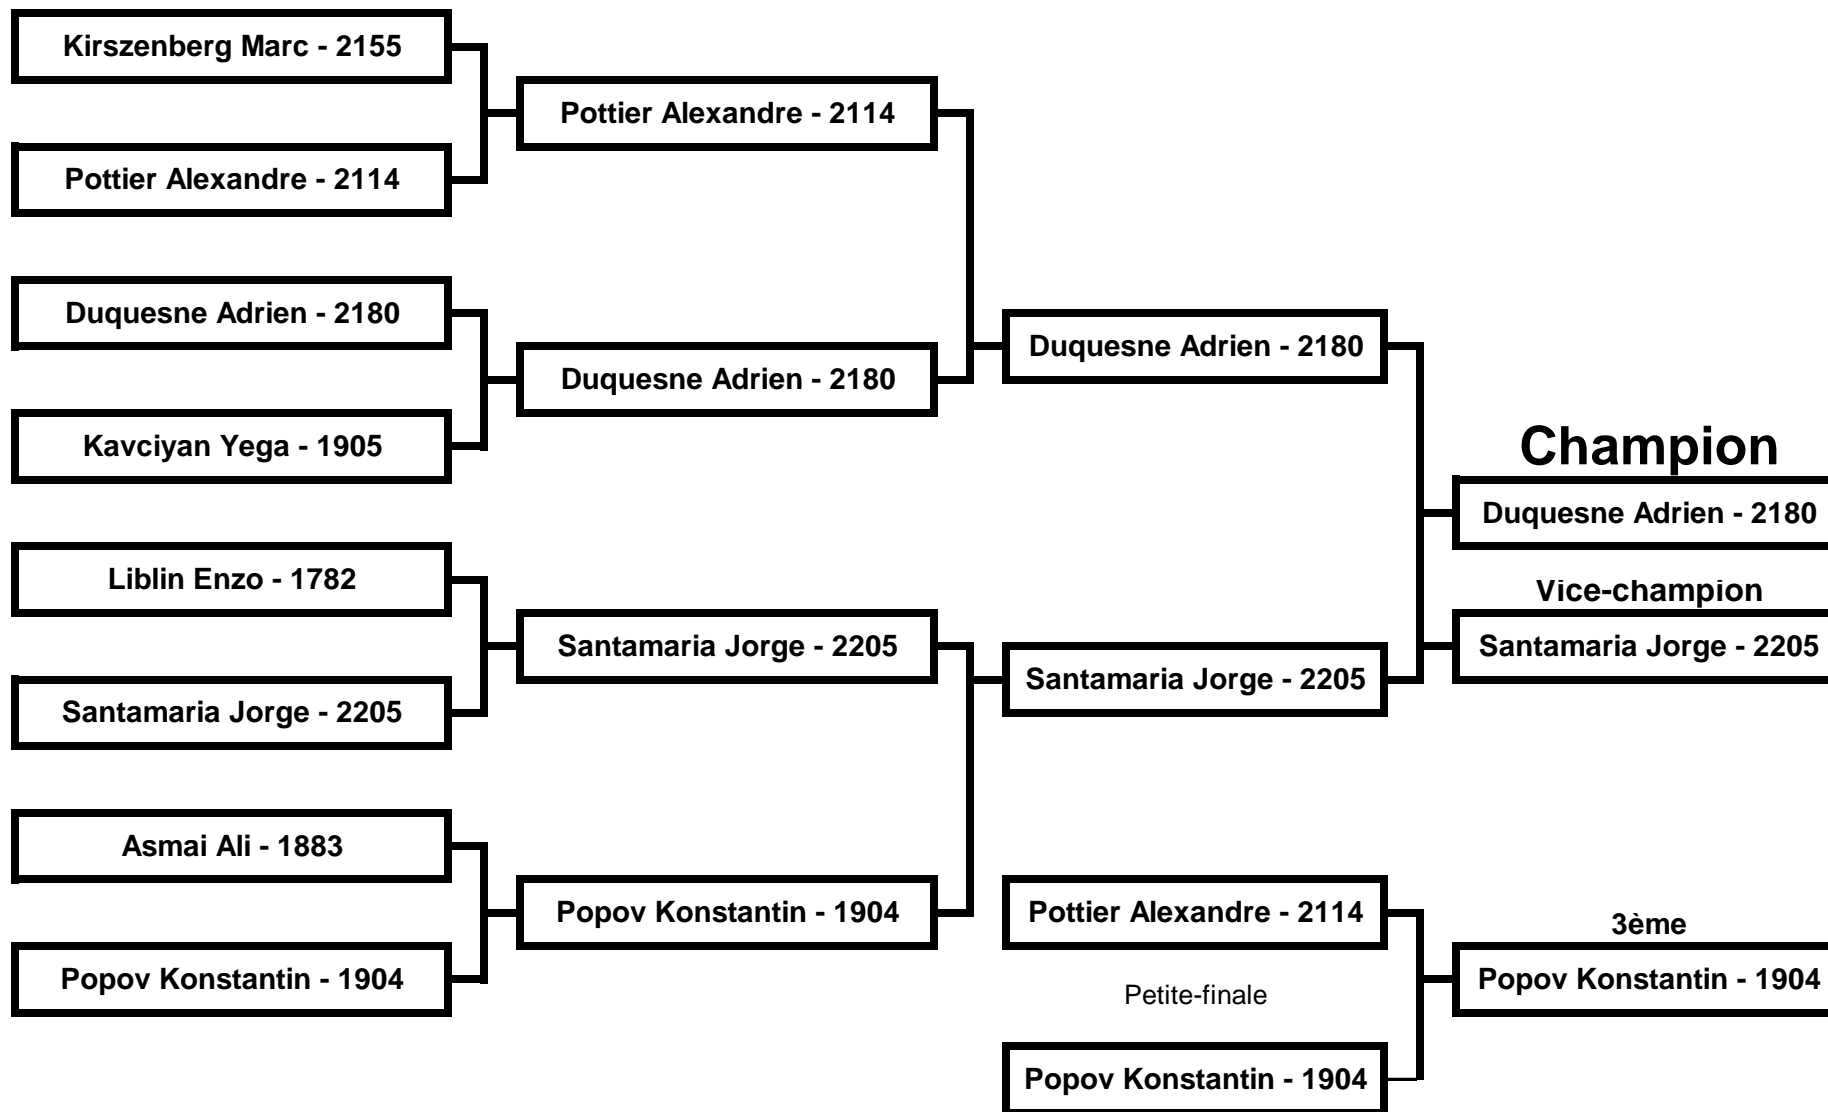 Kirszenberg Marc - 2155
Pottier Alexandre - 2114
Duquesne Adrien - 2180
Kavciyan Yega - 1905
Liblin Enzo - 1782
Santamaria Jorge - 2205
Asmai Ali - 1883
Popov Konstantin - 1904
Pottier Alexandre - 2114
Duquesne Adrien - 2180
Santamaria Jorge - 2205
Popov Konstantin - 1904
Duquesne Adrien - 2180
Santamaria Jorge - 2205
Pottier Alexandre - 2114
Petite-finale
Popov Konstantin - 1904
Champion
Duquesne Adrien - 2180
Vice-champion
Santamaria Jorge - 2205
3ème
Popov Konstantin - 1904